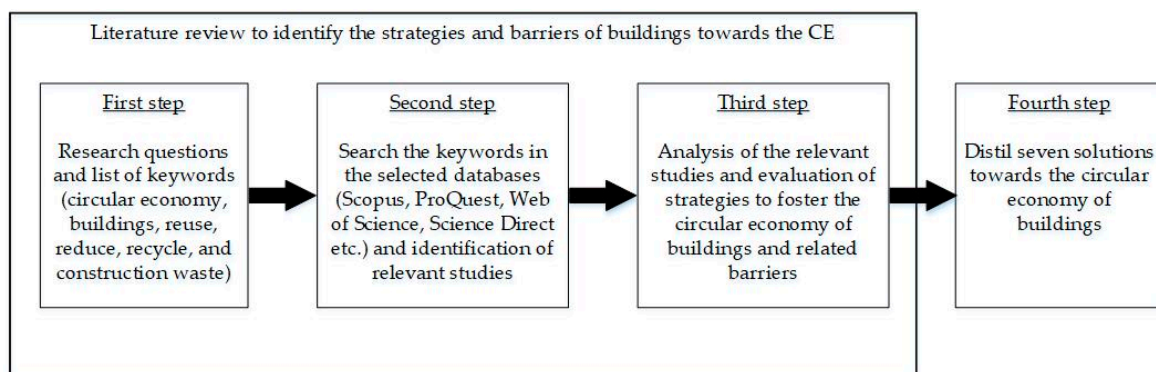 Literature review to identify the strategies and barriers of buildings towards the CE
First step
Research questions
and list of keywords
(circular economy,
buildings, reuse,
reduce, recycle, and
construction waste)
Second step
Search the keywords in
the selected databases
(Scopus, ProQuest, Web
of Science, Science Direct
etc.) and identification of
relevant studies
Third step
Analysis of the relevant
studies and evaluation of
strategies to foster the
circular economy of
buildings and related
barriers
Fourth step
Distil seven solutions
towards the circular
economy of
buildings